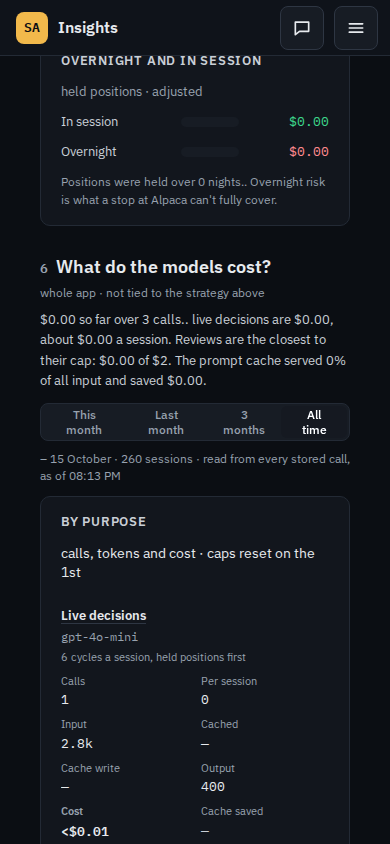 SA Insights
OVERNIGHT AND IN SESSION
held positions · adjusted
In session $0.00
Overnight $0.00
Positions were held over 0 nights.. Overnight risk
is what a stop at Alpaca can't fully cover.
6 What do the models cost?
whole app · not tied to the strategy above
$0.00 so far over 3 calls.. live decisions are $0.00,
about $0.00 a session. Reviews are the closest to
their cap: $0.00 of $2. The prompt cache served 0%
of all input and saved $0.00.
This month Last month 3 months All time
– 15 October · 260 sessions · read from every stored call,
as of 08:13 PM
BY PURPOSE
calls, tokens and cost · caps reset on the
1st
Live decisions
gpt-4o-mini
6 cycles a session, held positions first
Calls Per session
1 0
Input Cached
2.8k —
Cache write Output
— 400
Cost Cache saved
<$0.01 —